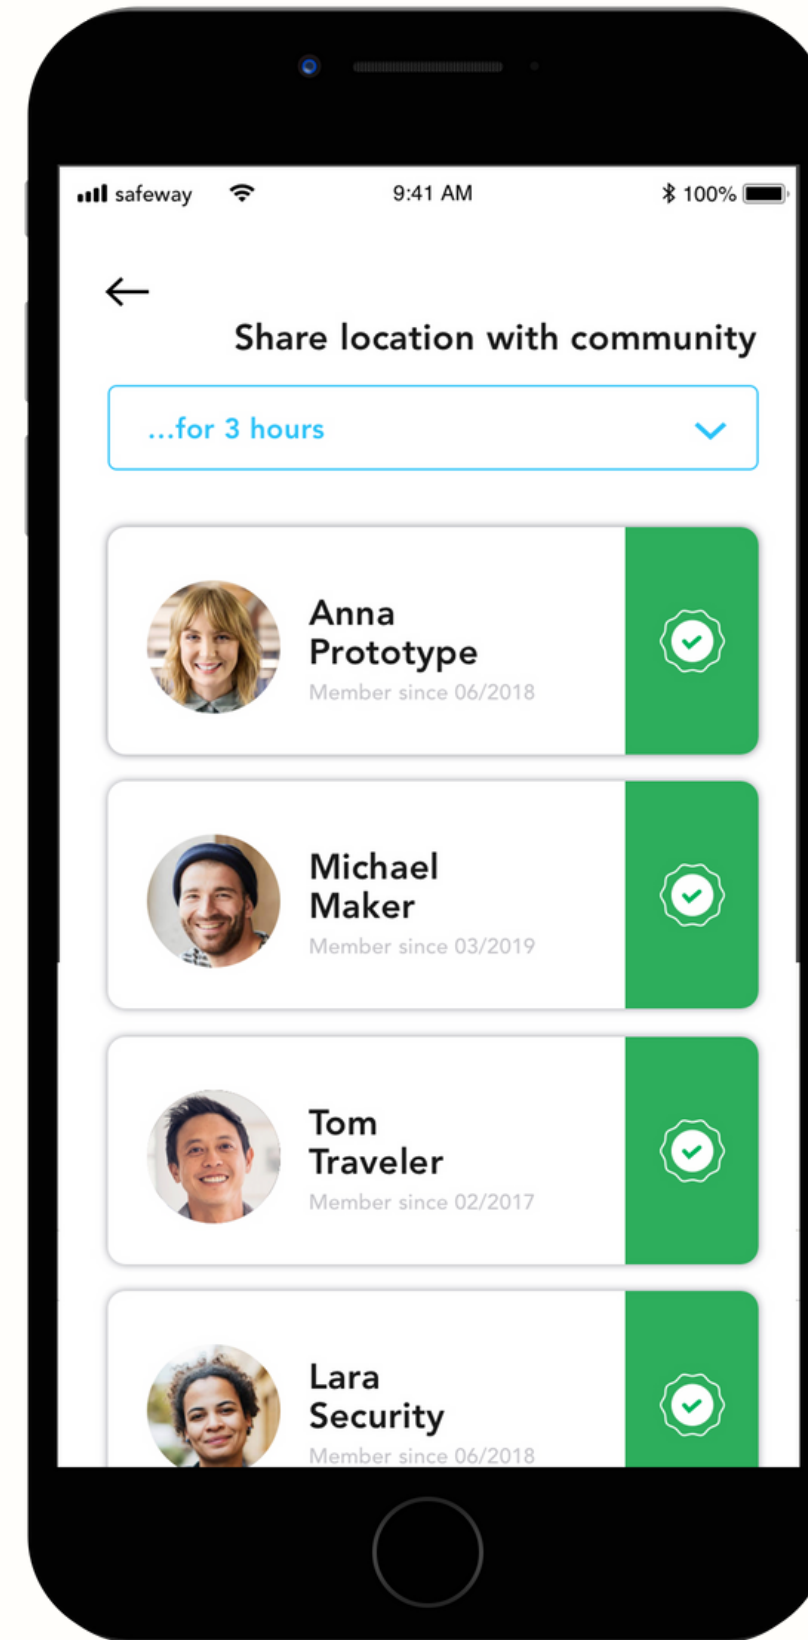 safeway 9:41 AM 100%
Share location with community
...for 3 hours
Anna
Prototype
Member since 06/2018
Michael
Maker
Member since 03/2019
Tom
Traveler
Member since 02/2017
Lara
Security
Member since 06/2018